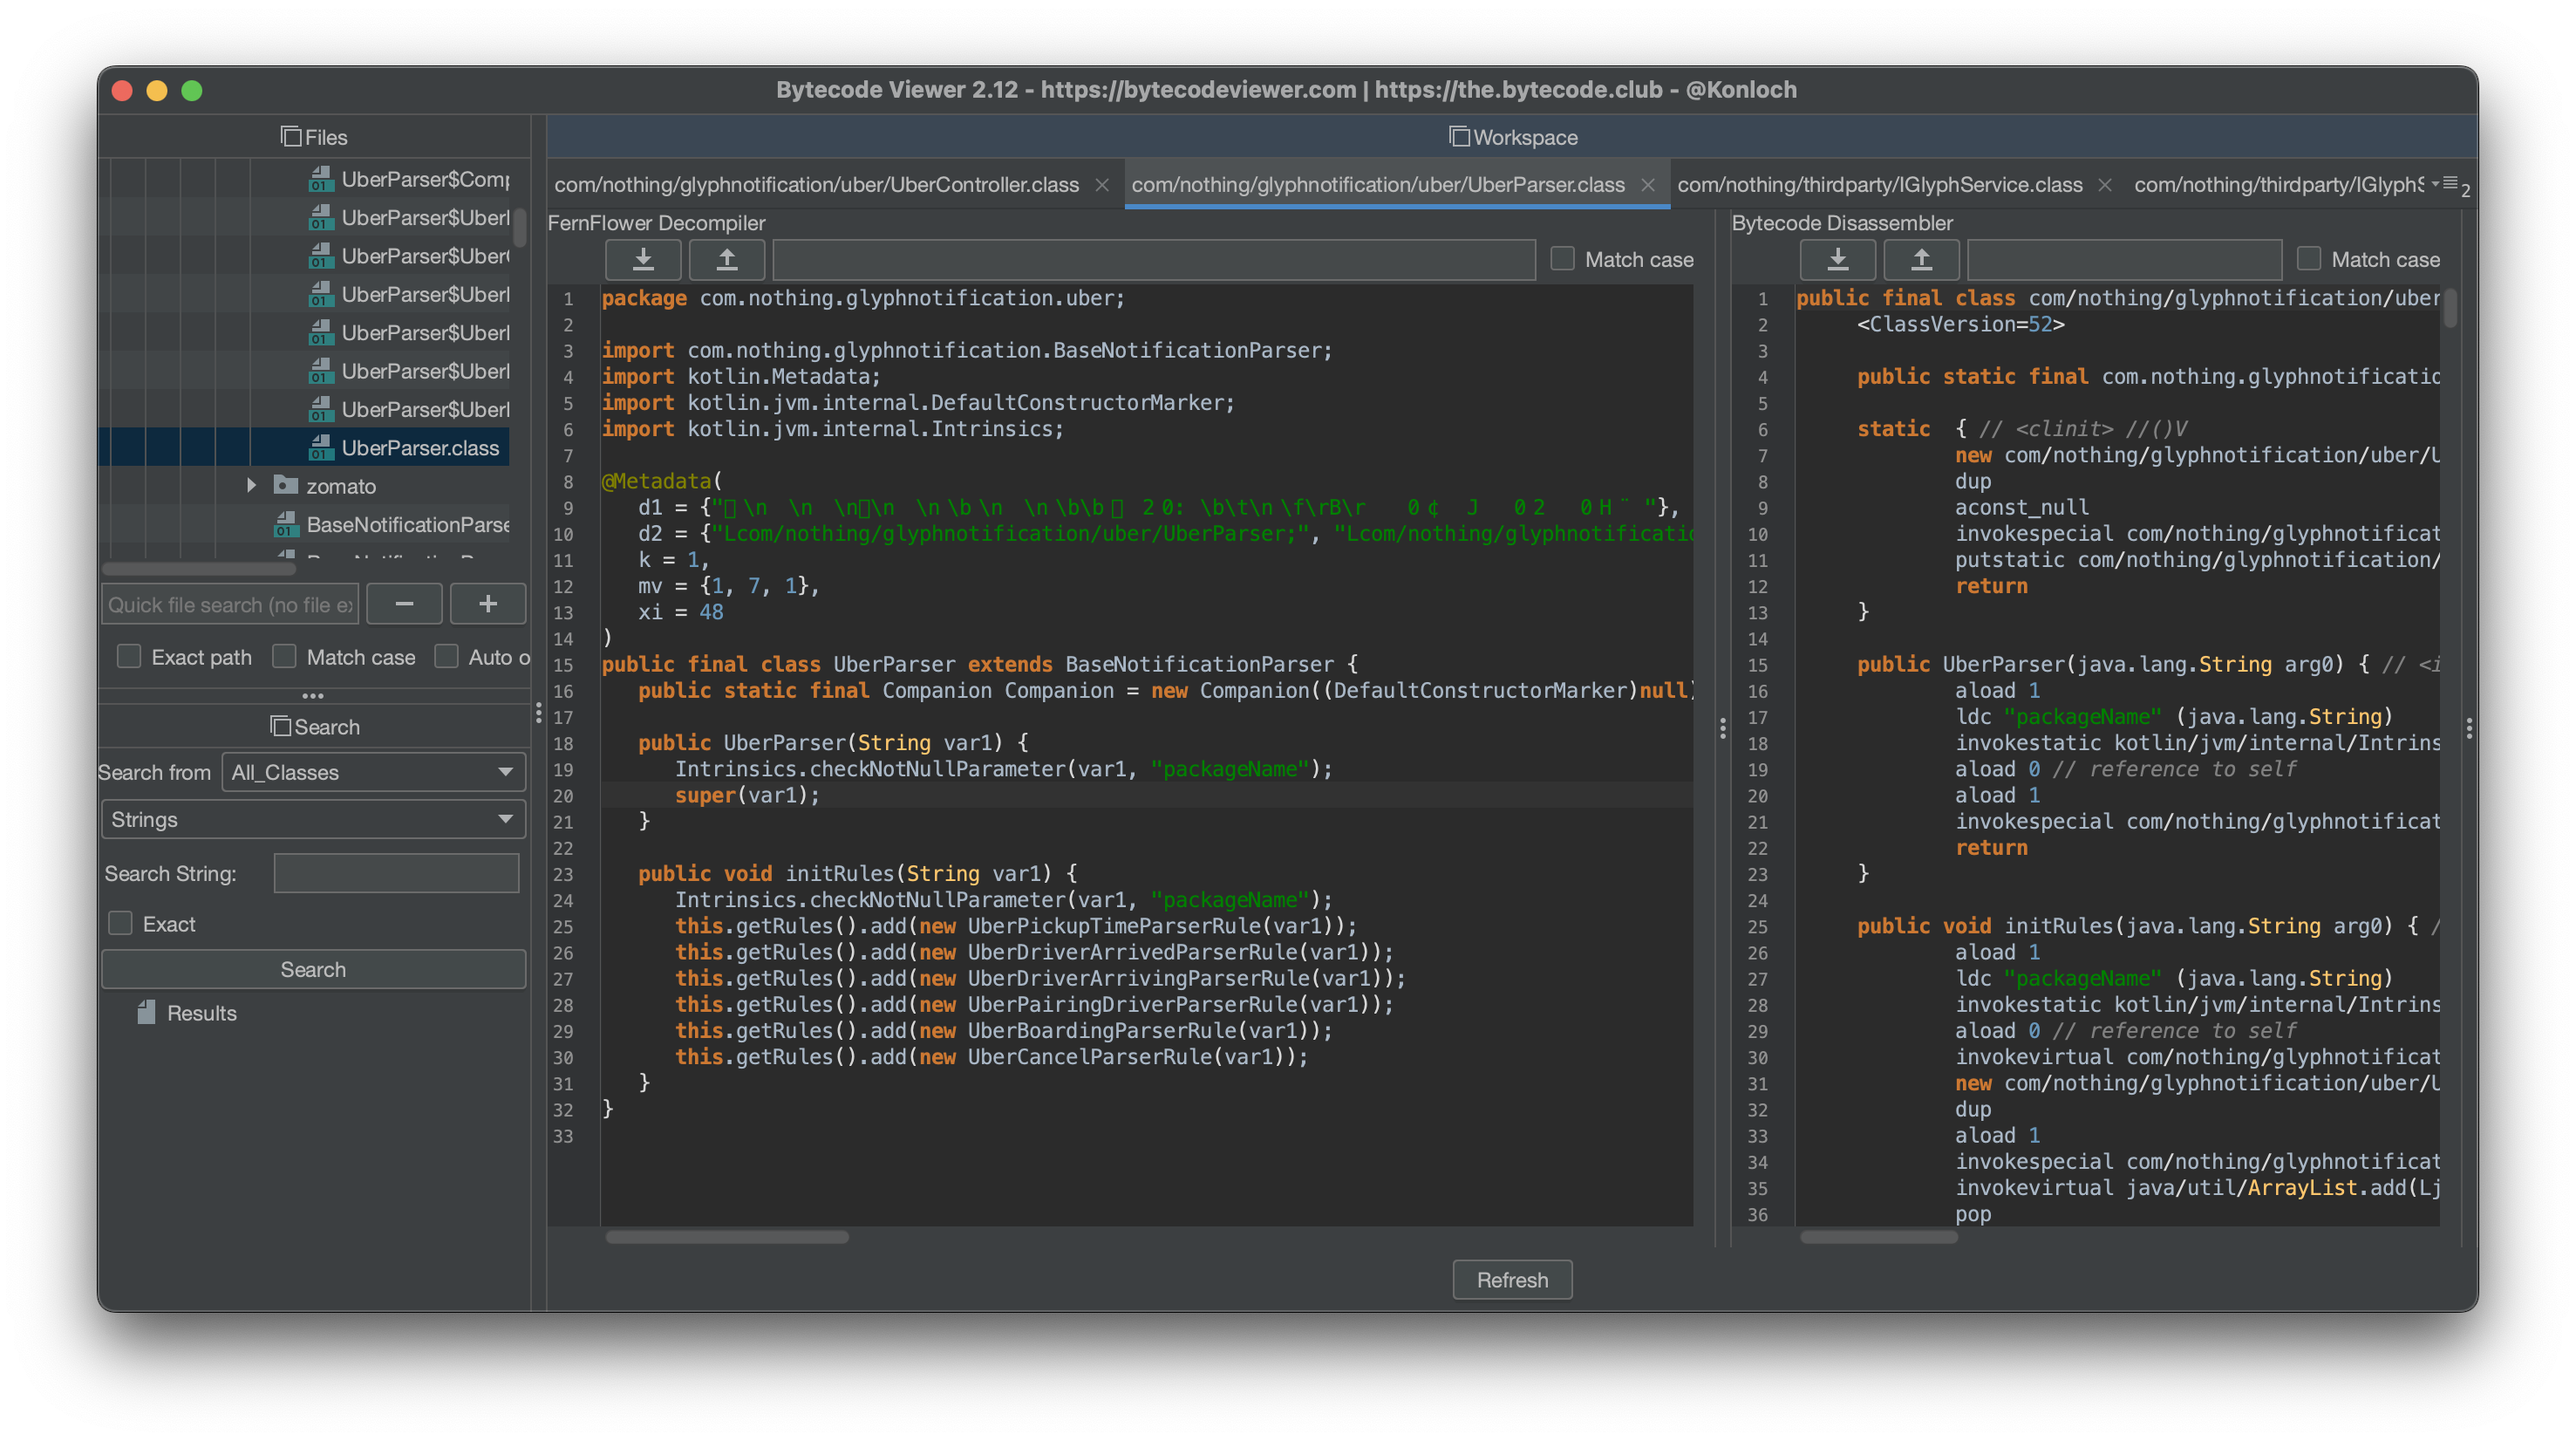 Bytecode Viewer 2.12 - https://bytecodeviewer.com | https://the.bytecode.club - @Konloch
Files
UberParser$Comp
UberParser$Uber
UberParser$Uber
UberParser$Uber
UberParser$Uber
UberParser$Uber
UberParser$Uber
UberParser.class
zomato
BaseNotificationParse
Quick file search (no file ex
− +
Exact path Match case Auto o
Search
Search from All_Classes
Strings
Search String:
Exact
Search
Results
Workspace
com/nothing/glyphnotification/uber/UberController.class com/nothing/glyphnotification/uber/UberParser.class com/nothing/thirdparty/IGlyphService.class com/nothing/thirdparty/IGlyphS 2
FernFlower Decompiler
Match case
1 package com.nothing.glyphnotification.uber;
2
3 import com.nothing.glyphnotification.BaseNotificationParser;
4 import kotlin.Metadata;
5 import kotlin.jvm.internal.DefaultConstructorMarker;
6 import kotlin.jvm.internal.Intrinsics;
7
8 @Metadata(
9 d1 = {"\n \n \n\n \n\b\n \n\b\b 20: \b\t\n\f\rB\r 0¢ J 02 0H¨ "},
10 d2 = {"Lcom/nothing/glyphnotification/uber/UberParser;", "Lcom/nothing/glyphnotificatio
11 k = 1,
12 mv = {1, 7, 1},
13 xi = 48
14 )
15 public final class UberParser extends BaseNotificationParser {
16 public static final Companion Companion = new Companion((DefaultConstructorMarker)null)
17
18 public UberParser(String var1) {
19 Intrinsics.checkNotNullParameter(var1, "packageName");
20 super(var1);
21 }
22
23 public void initRules(String var1) {
24 Intrinsics.checkNotNullParameter(var1, "packageName");
25 this.getRules().add(new UberPickupTimeParserRule(var1));
26 this.getRules().add(new UberDriverArrivedParserRule(var1));
27 this.getRules().add(new UberDriverArrivingParserRule(var1));
28 this.getRules().add(new UberPairingDriverParserRule(var1));
29 this.getRules().add(new UberBoardingParserRule(var1));
30 this.getRules().add(new UberCancelParserRule(var1));
31 }
32 }
33
Bytecode Disassembler
Match case
1 public final class com/nothing/glyphnotification/uber
2 <ClassVersion=52>
3
4 public static final com.nothing.glyphnotificatio
5
6 static { // <clinit> //()V
7 new com/nothing/glyphnotification/uber/U
8 dup
9 aconst_null
10 invokespecial com/nothing/glyphnotificat
11 putstatic com/nothing/glyphnotification/
12 return
13 }
14
15 public UberParser(java.lang.String arg0) { // <i
16 aload 1
17 ldc "packageName" (java.lang.String)
18 invokestatic kotlin/jvm/internal/Intrins
19 aload 0 // reference to self
20 aload 1
21 invokespecial com/nothing/glyphnotificat
22 return
23 }
24
25 public void initRules(java.lang.String arg0) { /
26 aload 1
27 ldc "packageName" (java.lang.String)
28 invokestatic kotlin/jvm/internal/Intrins
29 aload 0 // reference to self
30 invokevirtual com/nothing/glyphnotificat
31 new com/nothing/glyphnotification/uber/U
32 dup
33 aload 1
34 invokespecial com/nothing/glyphnotificat
35 invokevirtual java/util/ArrayList.add(Lj
36 pop
Refresh